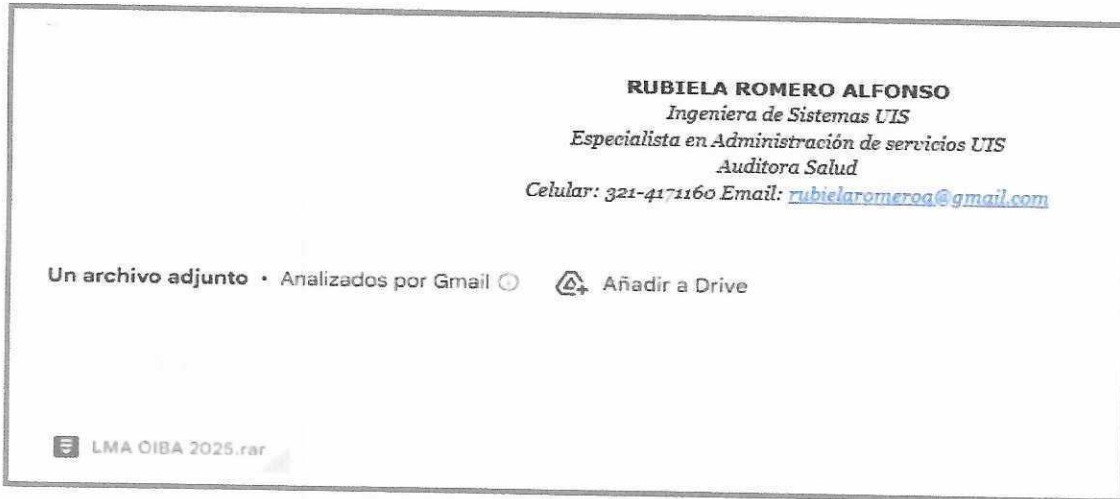 RUBIELA ROMERO ALFONSO
Ingeniera de Sistemas UIS
Especialista en Administración de servicios UIS
Auditora Salud
Celular: 321-4171160 Email: rubielaromeroa@gmail.com
Un archivo adjunto • Analizados por Gmail
Añadir a Drive
LMA OIBA 2025.rar